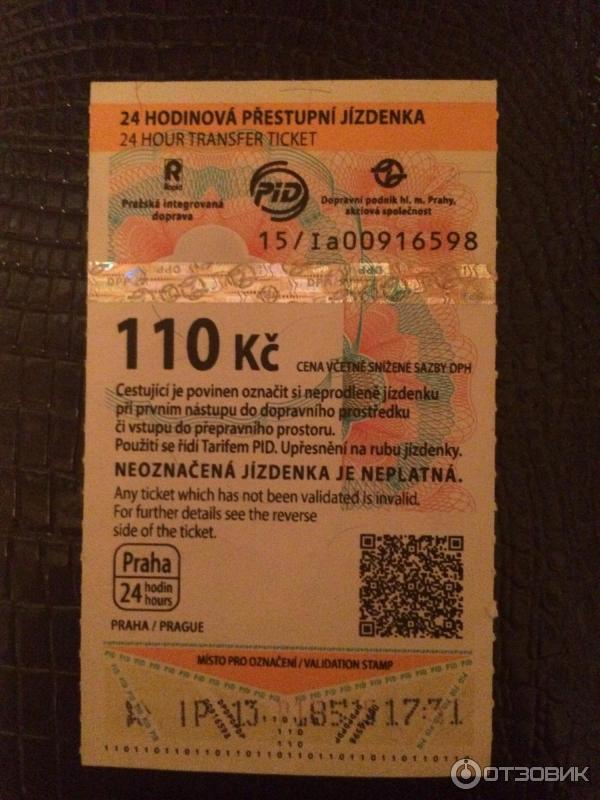 24 HODINOVÁ PŘESTUPNÍ JÍZDENKA
24 HOUR TRANSFER TICKET
R
Ropid
Pražská integrovaná
doprava
PID
Dopravní podnik hl. m. Prahy,
akciová společnost
15/Ia00916598
DPP
110 Kč
CENA VČETNĚ SNÍŽENÉ SAZBY DPH
Cestující je povinen označit si neprodleně jízdenku
při prvním nástupu do dopravního prostředku
či vstupu do přepravního prostoru.
Použití se řídí Tarifem PID. Upřesnění na rubu jízdenky.
NEOZNAČENÁ JÍZDENKA JE NEPLATNÁ.
Any ticket which has not been validated is invalid.
For further details see the reverse
side of the ticket.
Praha
24 hodin
hours
PRAHA / PRAGUE
MÍSTO PRO OZNAČENÍ / VALIDATION STAMP
ОТЗОВИК